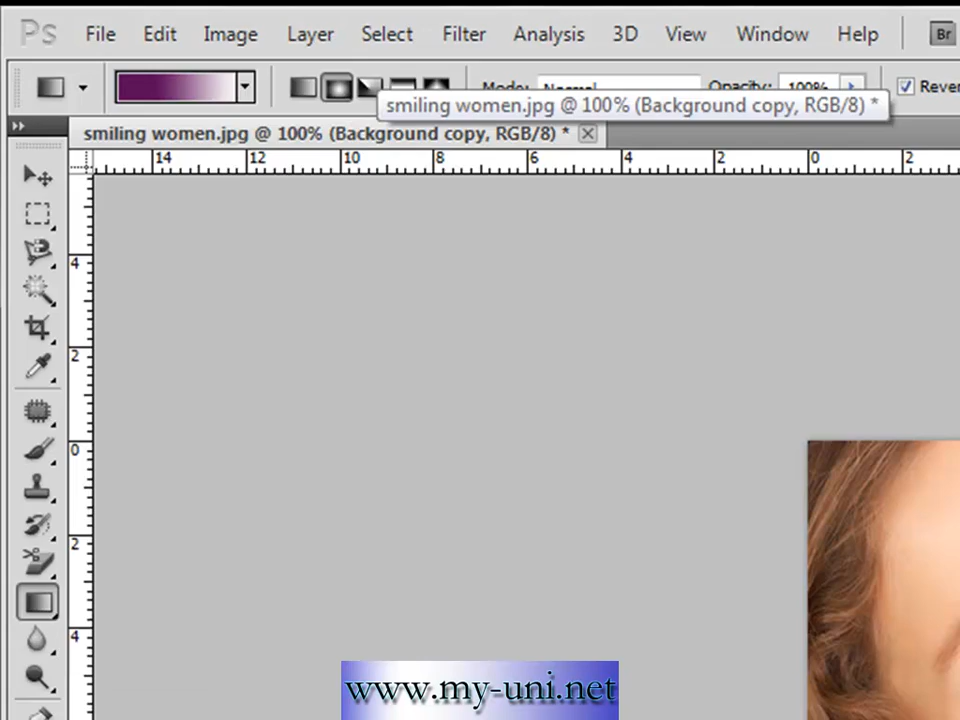 Ps File Edit Image Layer Select Filter Analysis 3D View Window Help Br
Mode: Normal Opacity: 100% Rever
smiling women.jpg @ 100% (Background copy, RGB/8) *
smiling women.jpg @ 100% (Background copy, RGB/8) *
14 12 10 8 6 4 2 0 2
4
2
0
2
4
www.my-uni.net